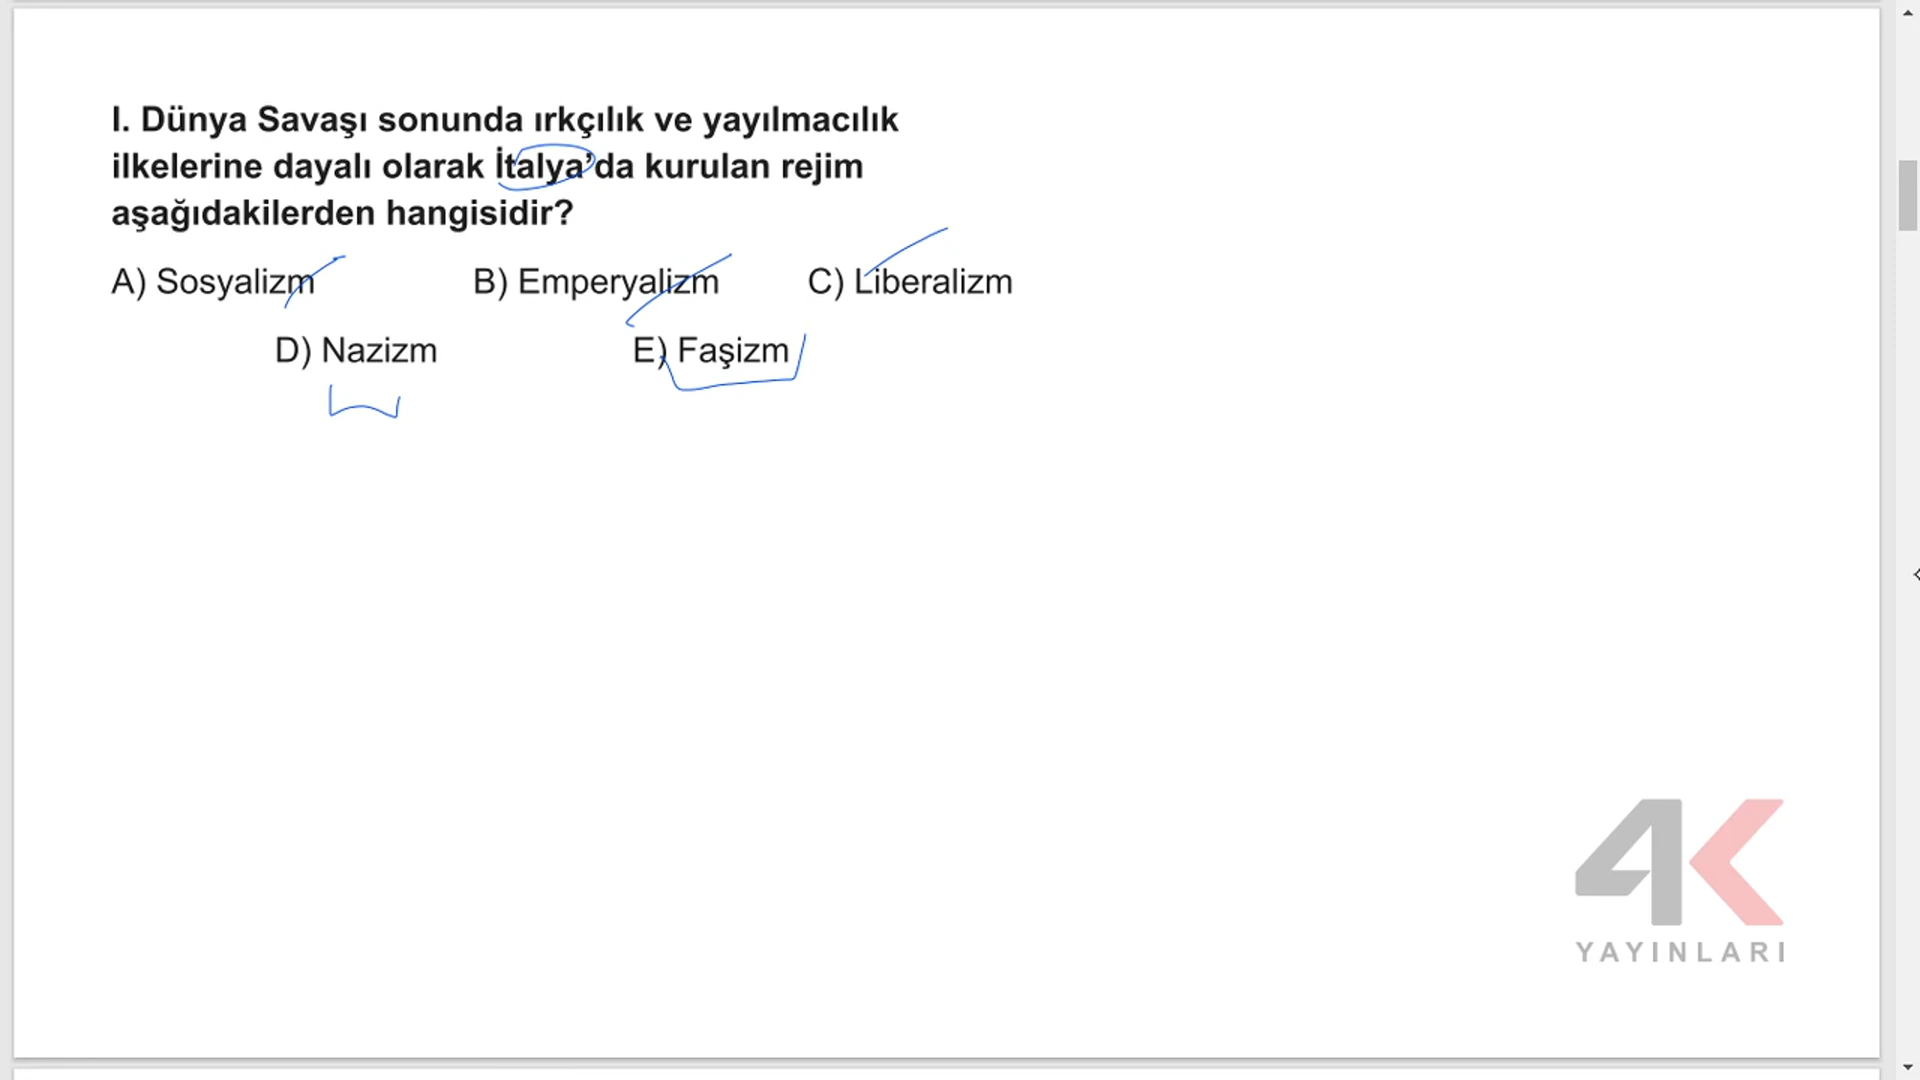 I. Dünya Savaşı sonunda ırkçılık ve yayılmacılık
ilkelerine dayalı olarak İtalya'da kurulan rejim
aşağıdakilerden hangisidir?
A) Sosyalizm B) Emperyalizm C) Liberalizm
D) Nazizm E) Faşizm
4K
YAYINLARI